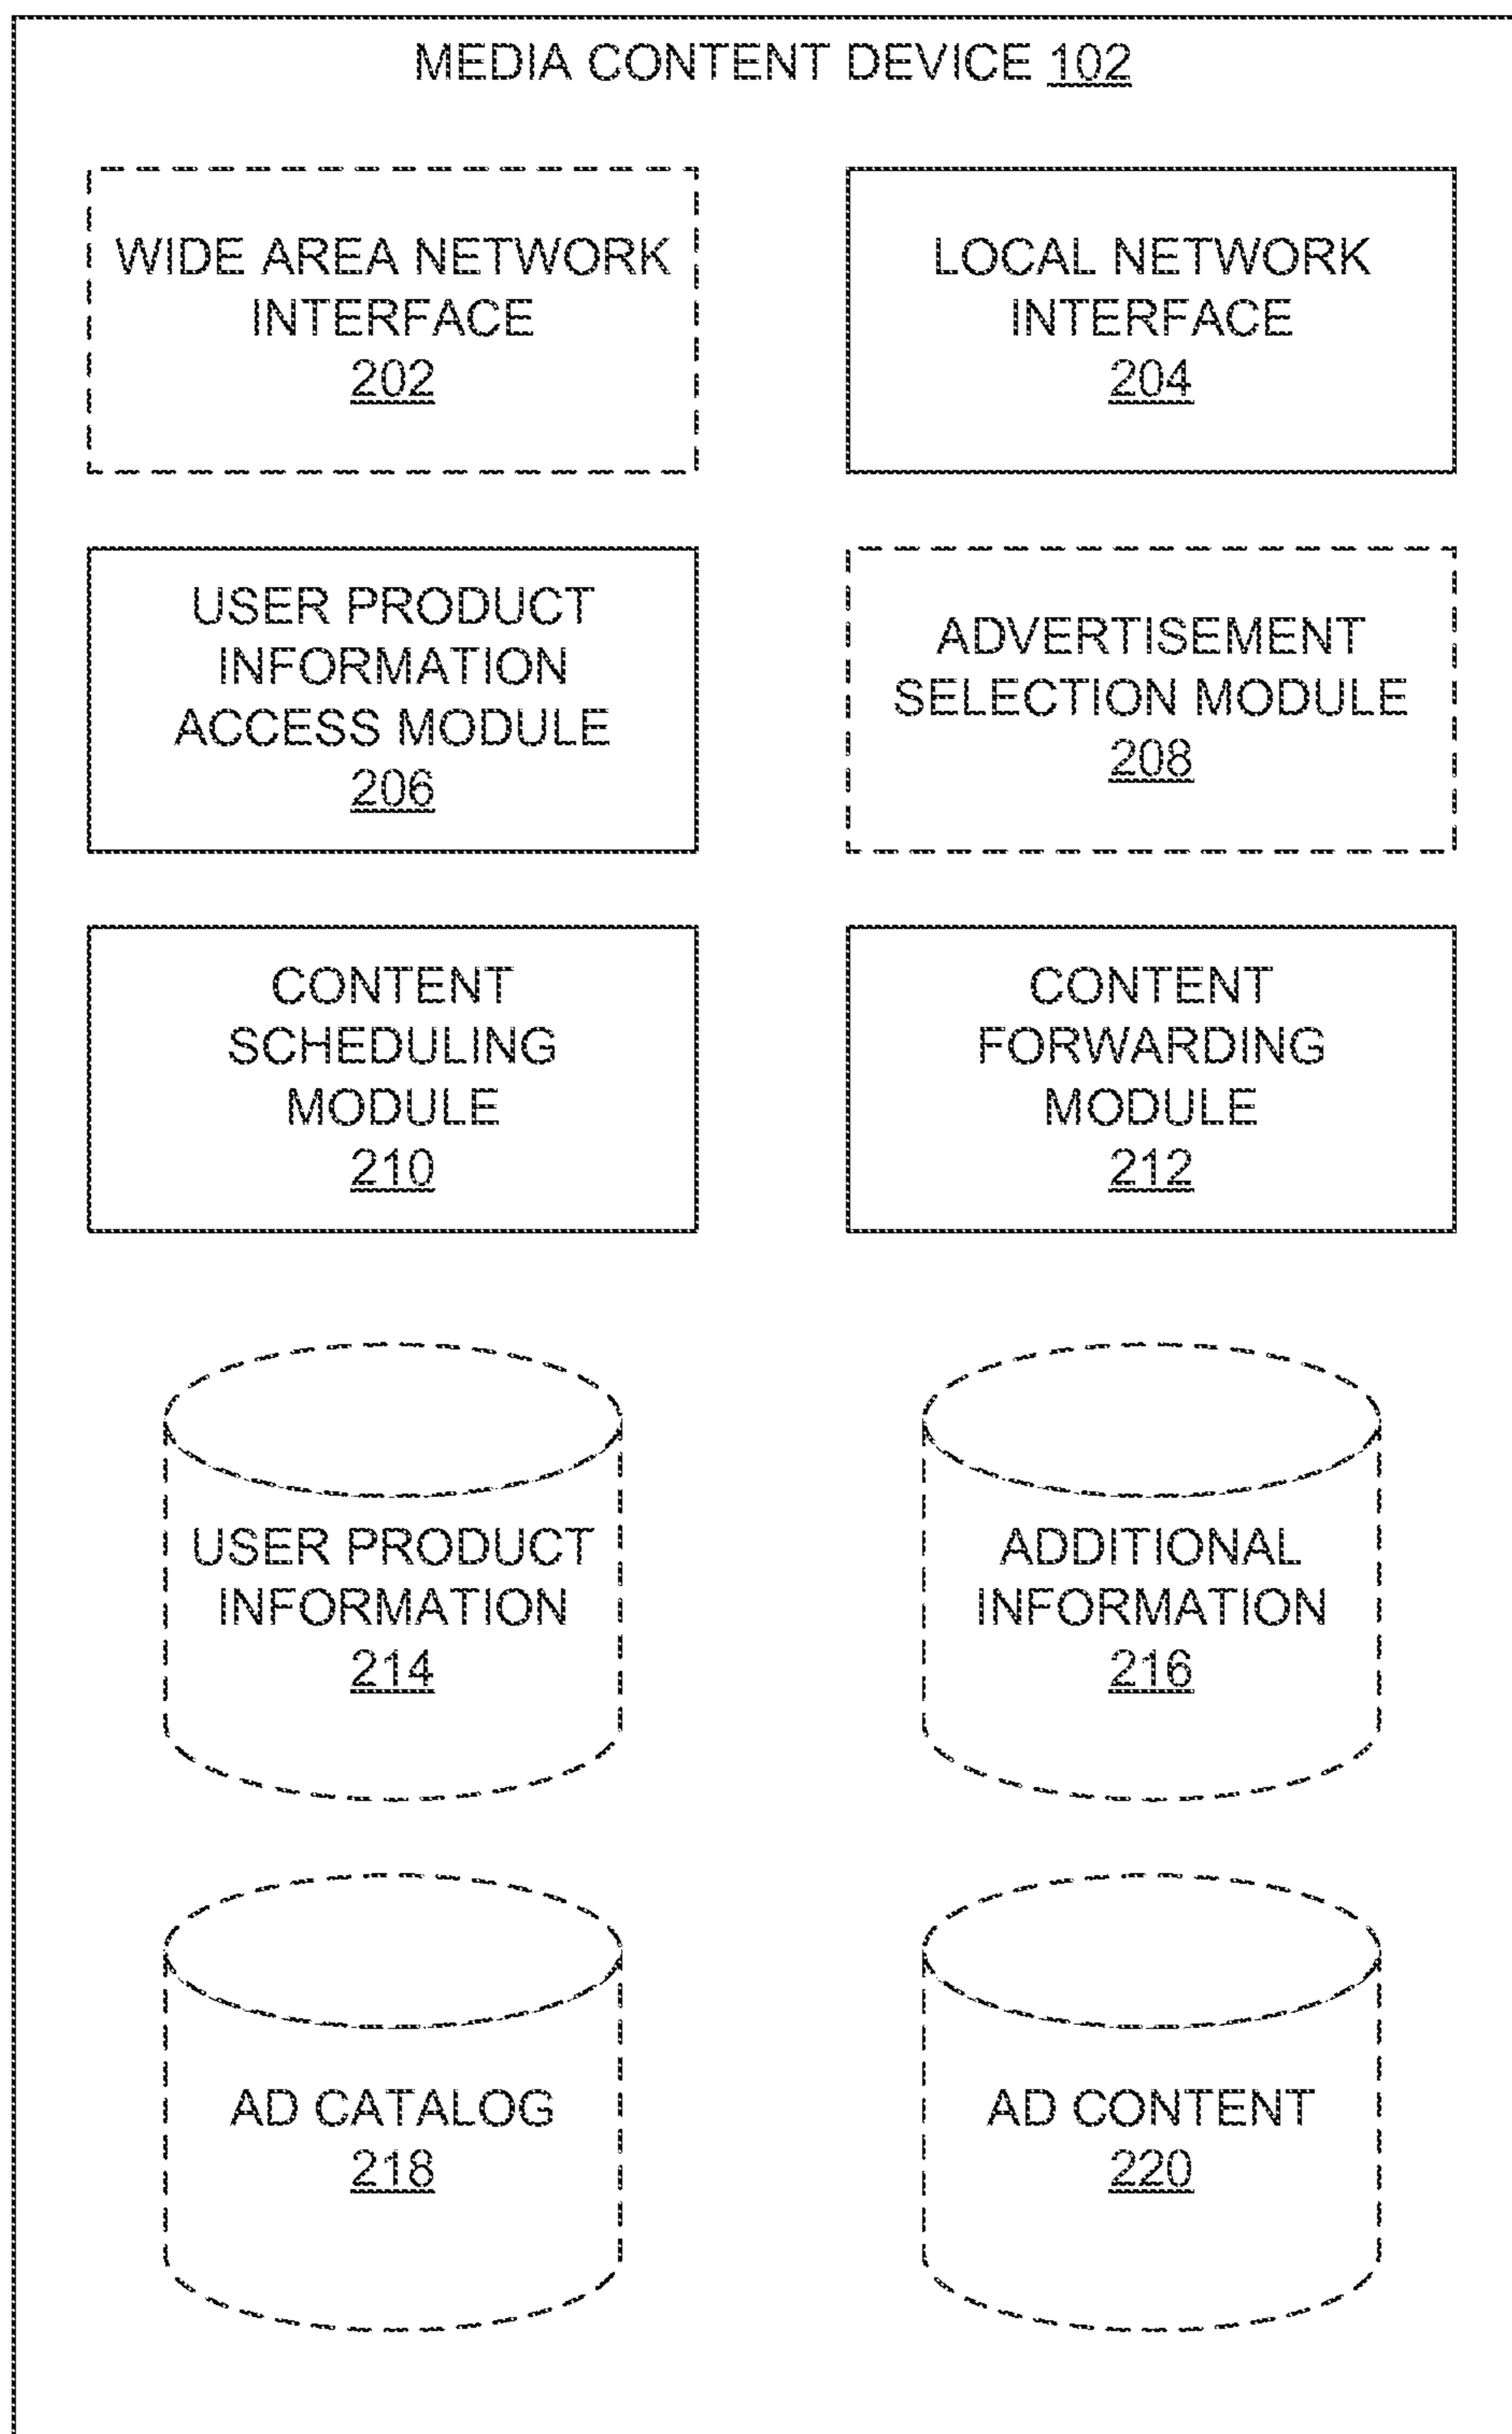 MEDIA CONTENT DEVICE 102
WIDE AREA NETWORK
INTERFACE
202
LOCAL NETWORK
INTERFACE
204
USER PRODUCT
INFORMATION
ACCESS MODULE
206
ADVERTISEMENT
SELECTION MODULE
208
CONTENT
SCHEDULING
MODULE
210
CONTENT
FORWARDING
MODULE
212
USER PRODUCT
INFORMATION
214
ADDITIONAL
INFORMATION
216
AD CATALOG
218
AD CONTENT
220